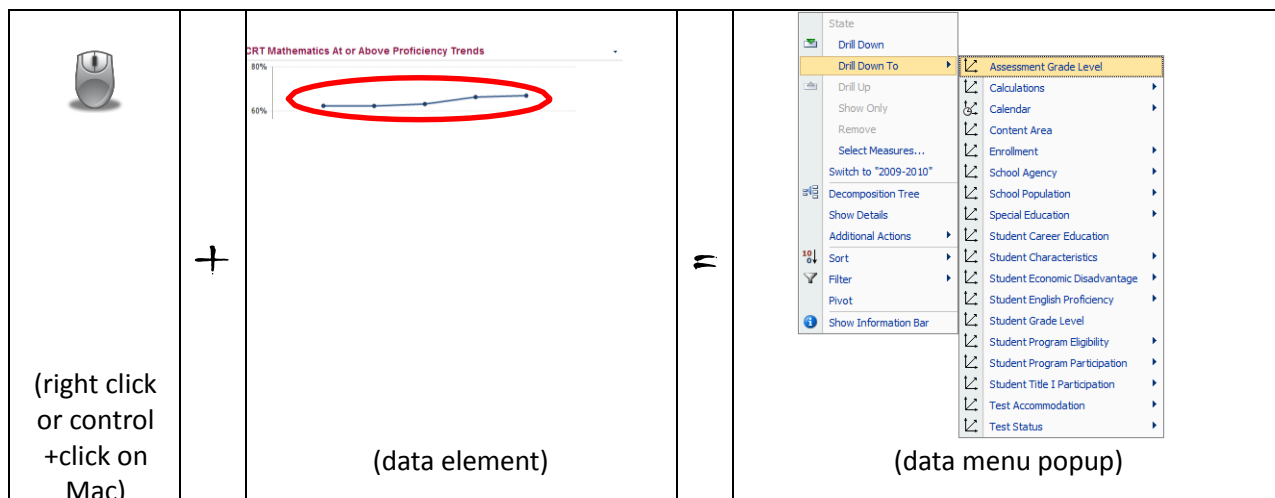 (right click
or control
+click on
Mac)
+
CRT Mathematics At or Above Proficiency Trends
80%
60%
(data element)
=
State
Drill Down
Drill Down To
Drill Up
Show Only
Remove
Select Measures...
Switch to "2009-2010"
Decomposition Tree
Show Details
Additional Actions
Sort
Filter
Pivot
Show Information Bar
Assessment Grade Level
Calculations
Calendar
Content Area
Enrollment
School Agency
School Population
Special Education
Student Career Education
Student Characteristics
Student Economic Disadvantage
Student English Proficiency
Student Grade Level
Student Program Eligibility
Student Program Participation
Student Title I Participation
Test Accommodation
Test Status
(data menu popup)